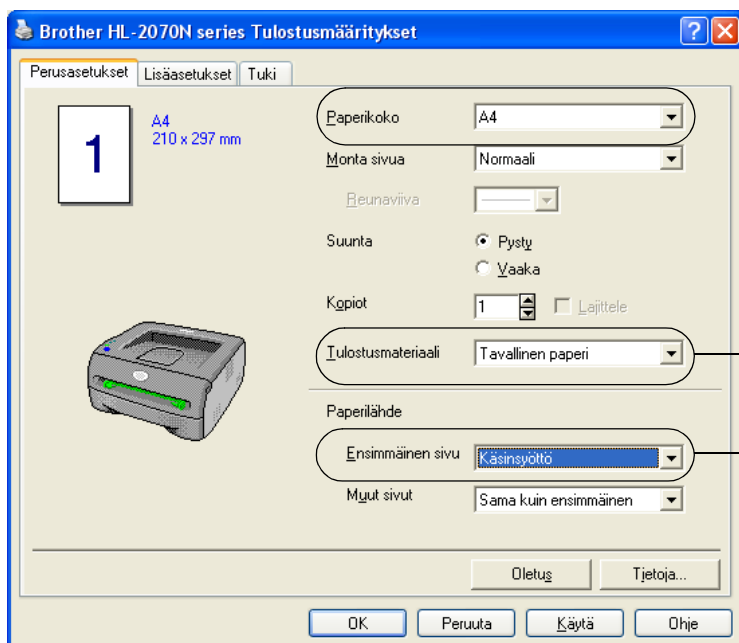 Brother HL-2070N series Tulostusmääritykset
Perusasetukset Lisäasetukset Tuki
1
A4
210 x 297 mm
Paperikoko A4
Monta sivua Normaali
Reunaviiva
Suunta Pysty
Vaaka
Kopiot 1 Lajittele
Tulostusmateriaali Tavallinen paperi
Paperilähde
Ensimmäinen sivu Käsinsyöttö
Muut sivut Sama kuin ensimmäinen
Oletus Tietoja...
OK Peruuta Käytä Ohje